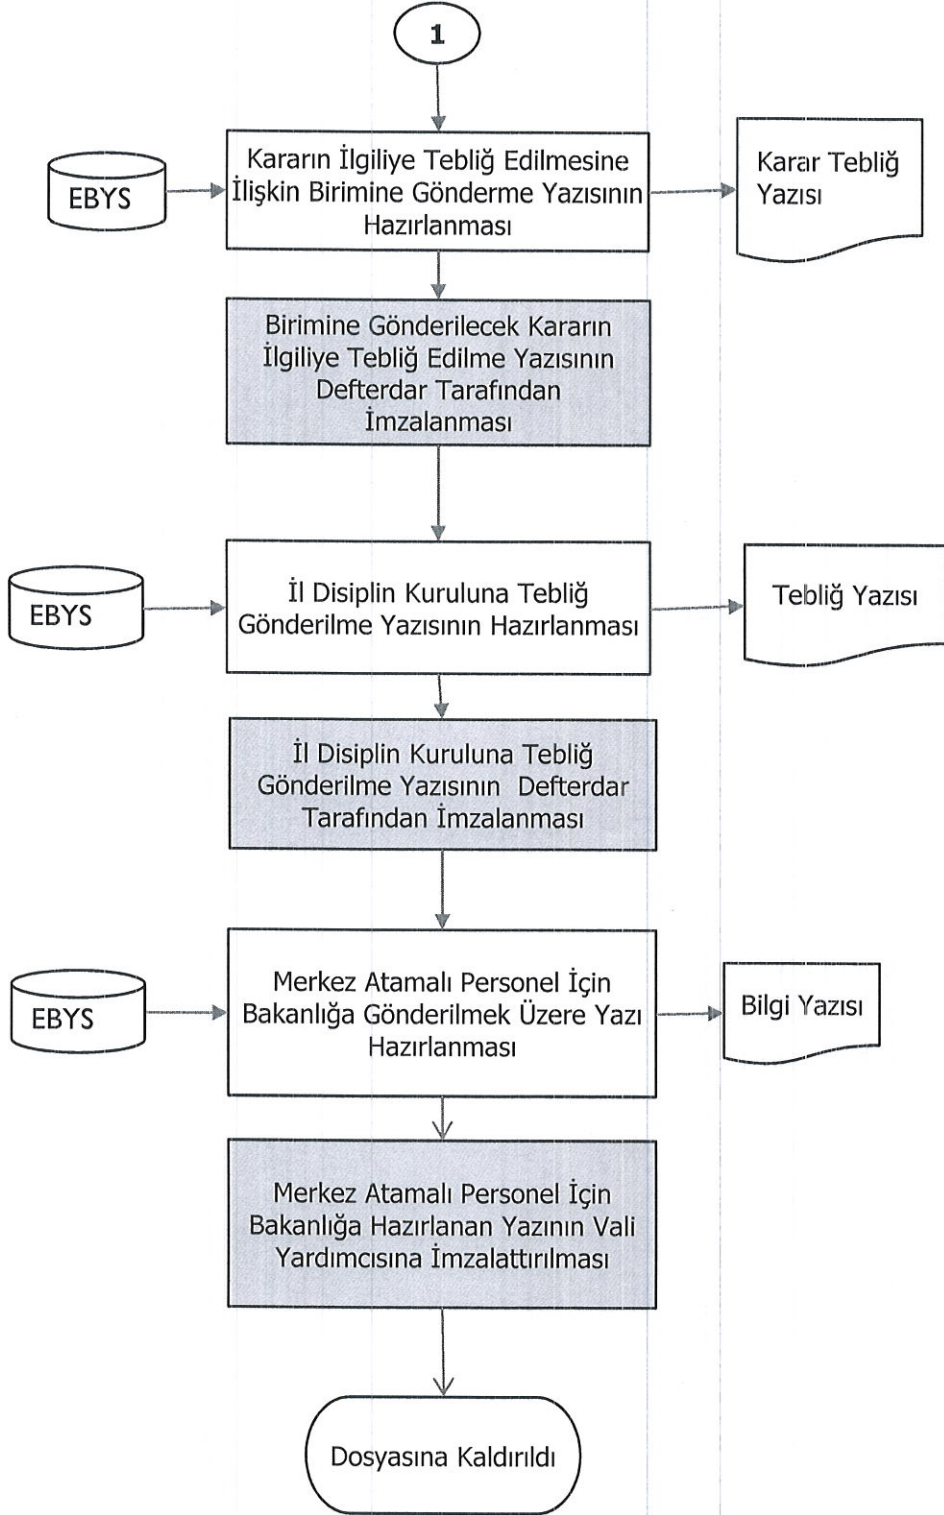 1
EBYS
Kararın İlgiliye Tebliğ Edilmesine
İlişkin Birimine Gönderme Yazısının
Hazırlanması
Karar Tebliğ
Yazısı
Birimine Gönderilecek Kararın
İlgiliye Tebliğ Edilme Yazısının
Defterdar Tarafından
İmzalanması
EBYS
İl Disiplin Kuruluna Tebliğ
Gönderilme Yazısının Hazırlanması
Tebliğ Yazısı
İl Disiplin Kuruluna Tebliğ
Gönderilme Yazısının Defterdar
Tarafından İmzalanması
EBYS
Merkez Atamalı Personel İçin
Bakanlığa Gönderilmek Üzere Yazı
Hazırlanması
Bilgi Yazısı
Merkez Atamalı Personel İçin
Bakanlığa Hazırlanan Yazının Vali
Yardımcısına İmzalattırılması
Dosyasına Kaldırıldı